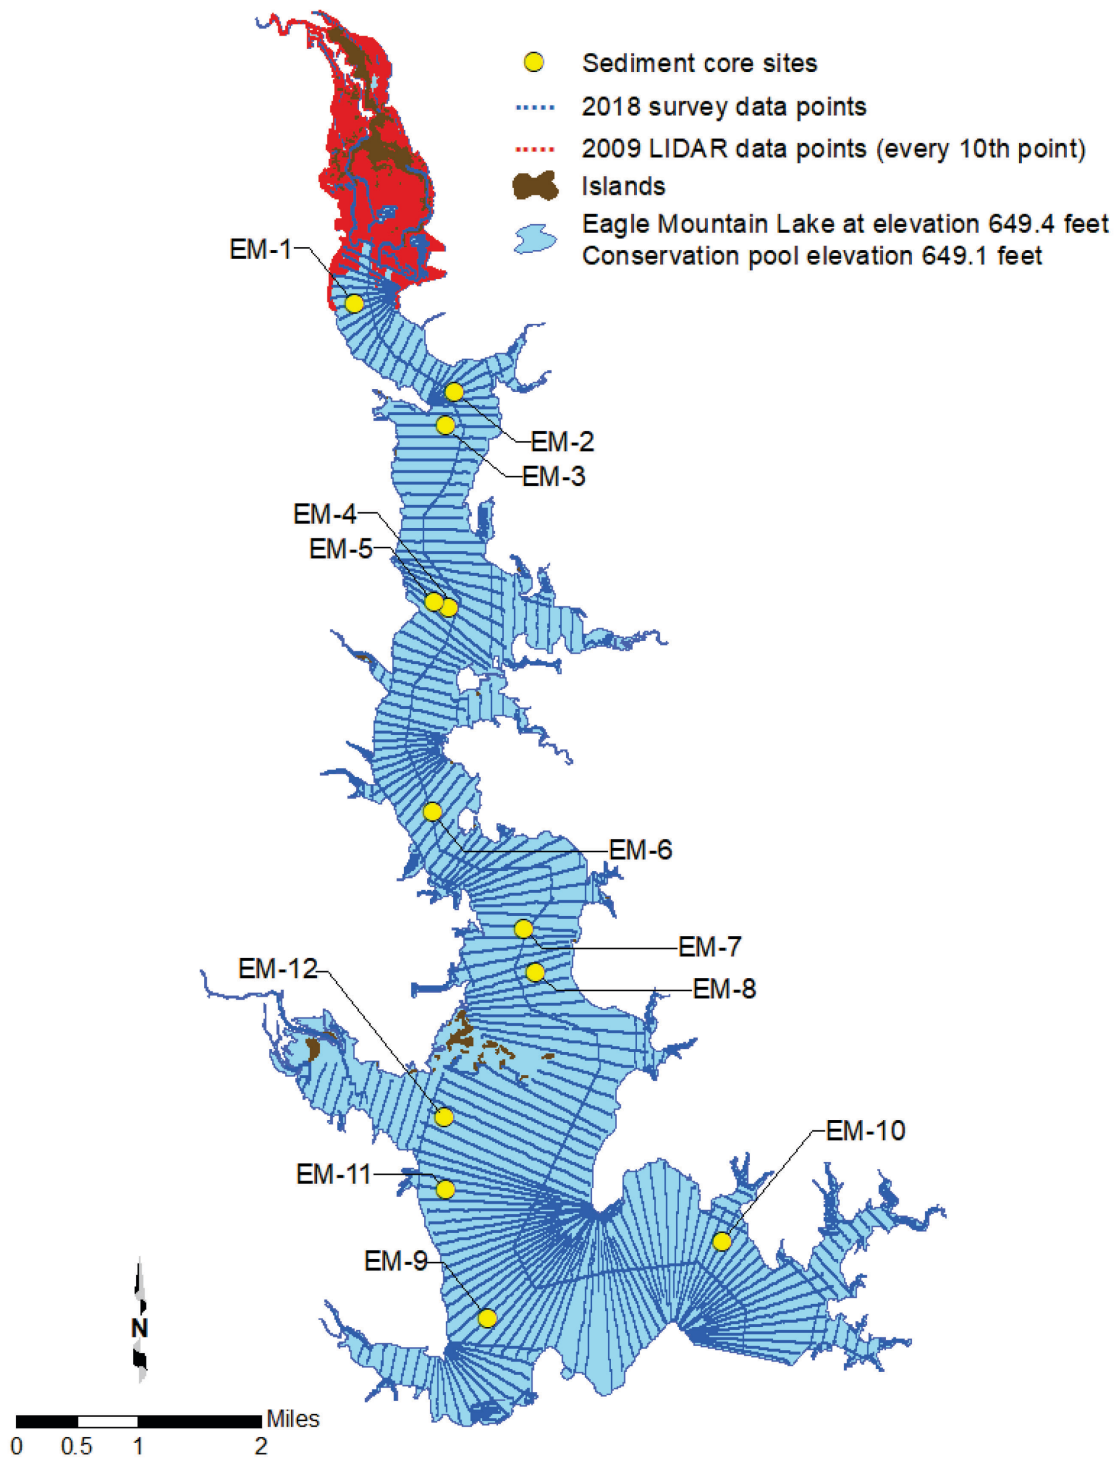 Sediment core sites
2018 survey data points
2009 LIDAR data points (every 10th point)
Islands
Eagle Mountain Lake at elevation 649.4 feet
Conservation pool elevation 649.1 feet
EM-1
EM-2
EM-3
EM-4
EM-5
EM-6
EM-7
EM-12
EM-8
EM-10
EM-11
EM-9
N
Miles
0 0.5 1 2